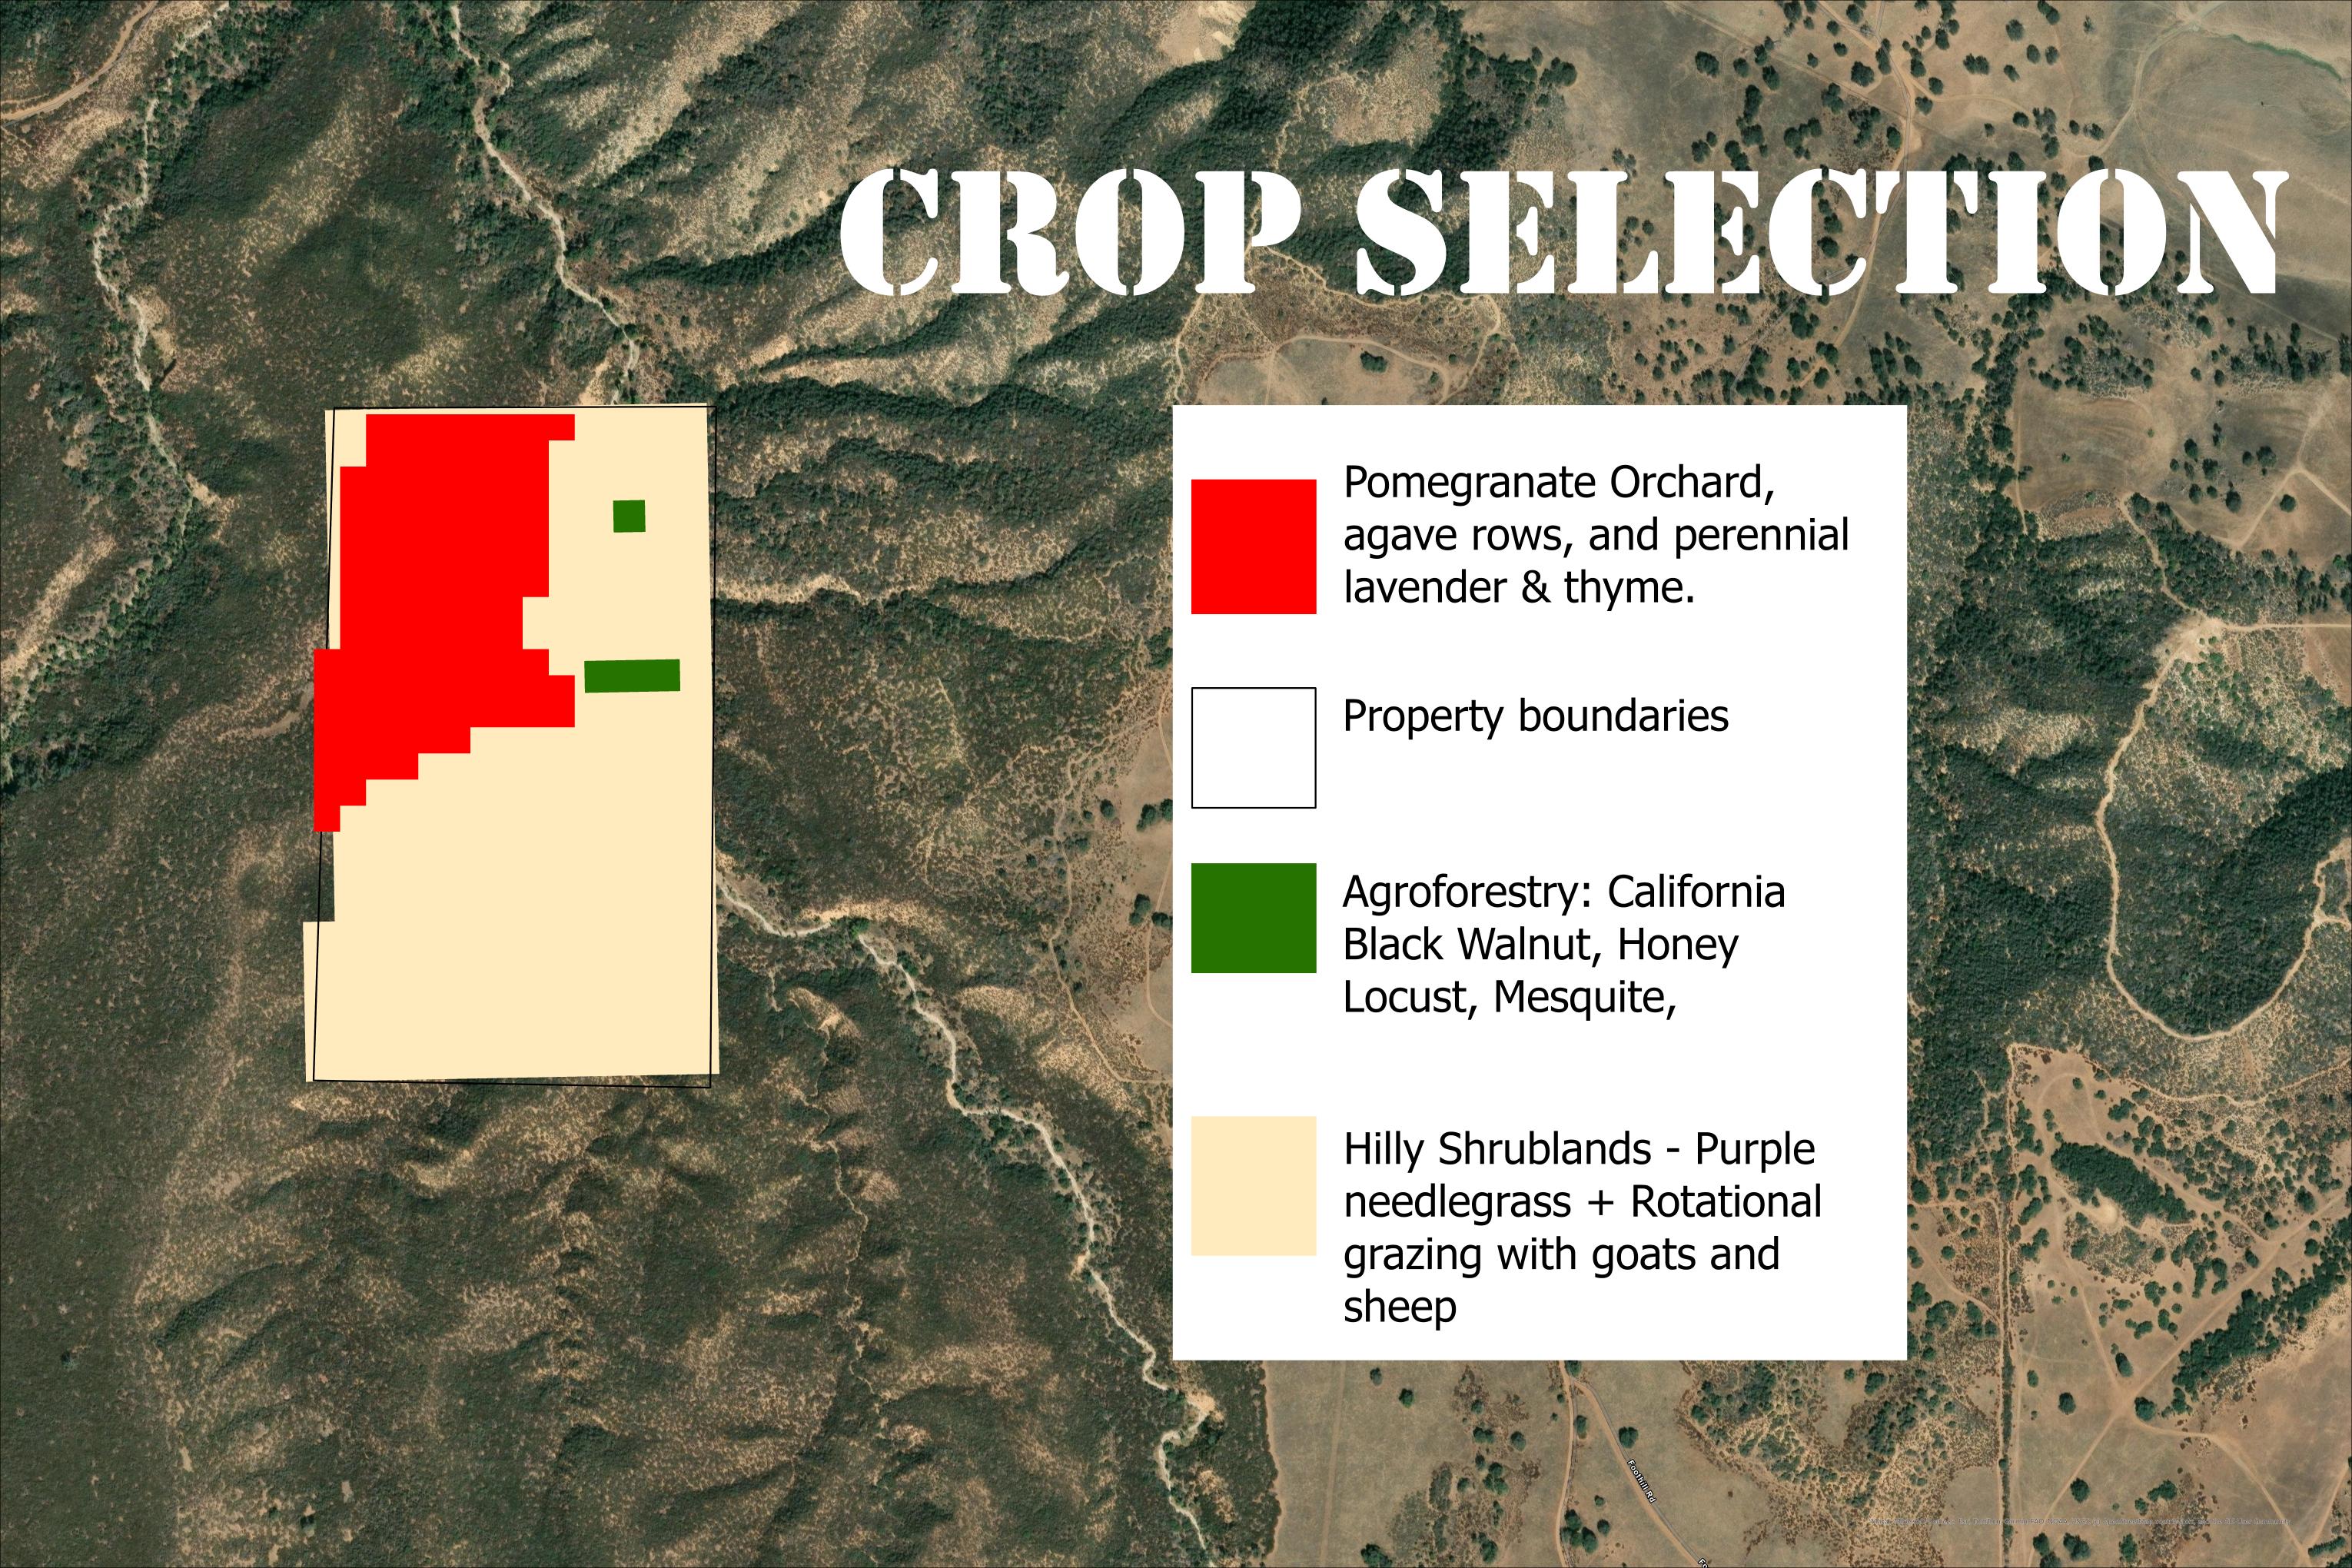 CROP SELECTION
Pomegranate Orchard,
agave rows, and perennial
lavender & thyme.
Property boundaries
Agroforestry: California
Black Walnut, Honey
Locust, Mesquite,
Hilly Shrublands - Purple
needlegrass + Rotational
grazing with goats and
sheep
Foothill Rd